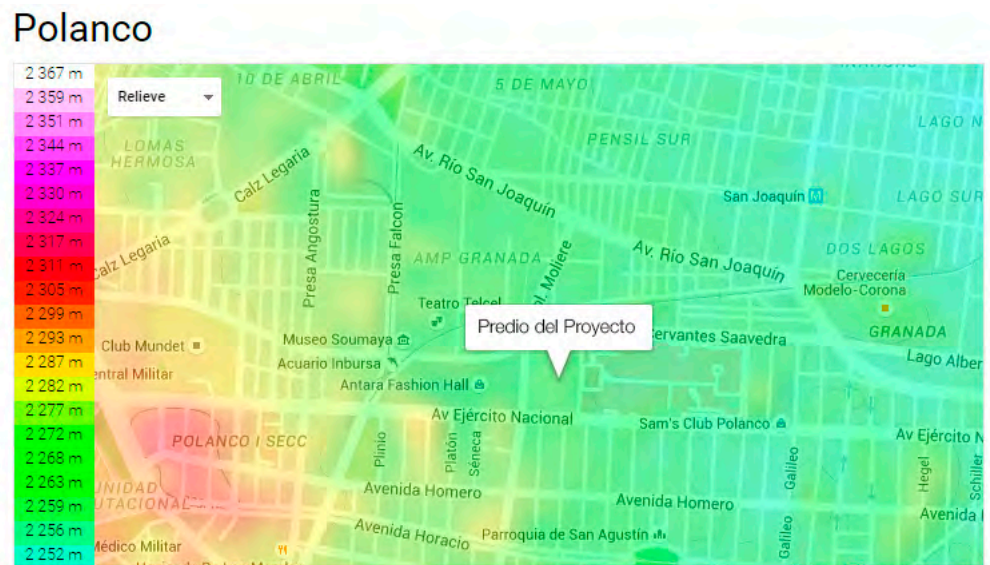 Polanco
2 367 m
2 359 m
2 351 m
2 344 m
2 337 m
2 330 m
2 324 m
2 317 m
2 311 m
2 305 m
2 299 m
2 293 m
2 287 m
2 282 m
2 277 m
2 272 m
2 268 m
2 263 m
2 259 m
2 256 m
2 252 m
Relieve
10 DE ABRIL
5 DE MAYO
LAGO N
PENSIL SUR
LOMAS
HERMOSA
Calz Legaria
Av. Río San Joaquín
San Joaquín M
LAGO SUR
Presa Angostura
Presa Falcon
Calz Legaria
AMP GRANADA
Moliere
Av. Río San Joaquín
DOS LAGOS
Cervecería
Modelo-Corona
Teatro Telcel
Predio del Proyecto
Cervantes Saavedra
GRANADA
Museo Soumaya
Club Mundet
Acuario Inbursa
Lago Alber
entral Militar
Antara Fashion Hall
Av Ejército Nacional
Sam's Club Polanco
Av Ejército N
POLANCO I SECC
Plinio
Platón
Séneca
Galileo
Hegel
Schiller
UNIDAD
UTACIONAL
Avenida Homero
Avenida Homero
Avenida
Avenida Horacio
Parroquia de San Agustín
Galileo
Médico Militar